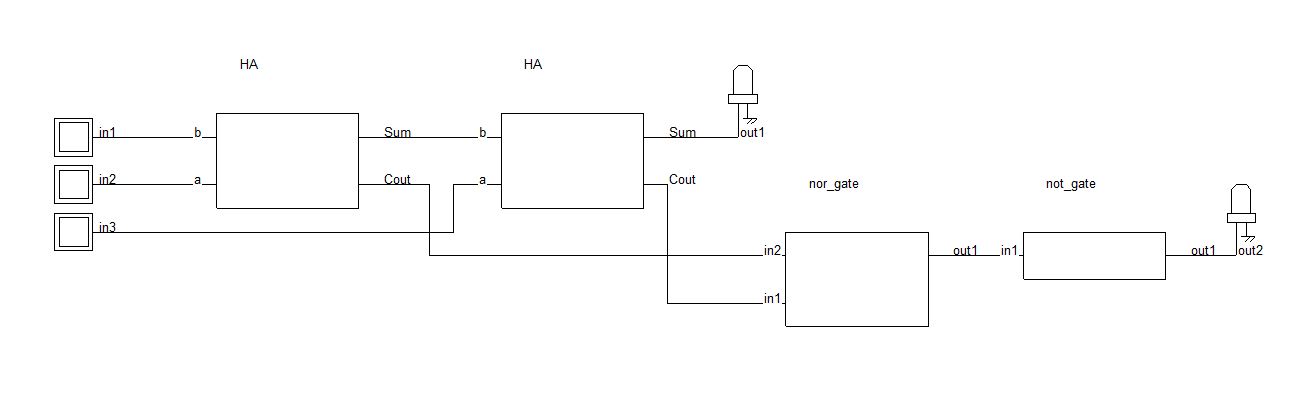 HA
HA
in1
b
Sum
b
Sum
out1
in2
a
Cout
a
Cout
nor_gate
not_gate
in3
in2
out1
in1
out1
out2
in1